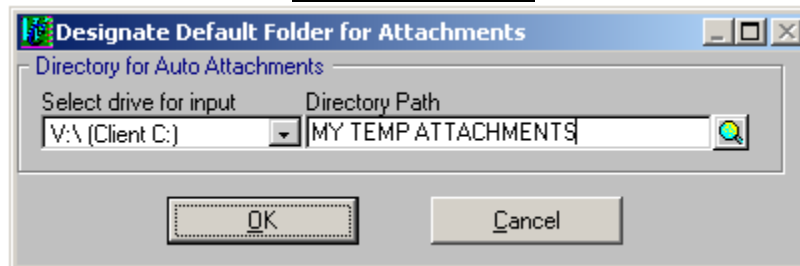 Designate Default Folder for Attachments
Directory for Auto Attachments
Select drive for input Directory Path
V:\ (Client C:) MY TEMP ATTACHMENTS
OK Cancel